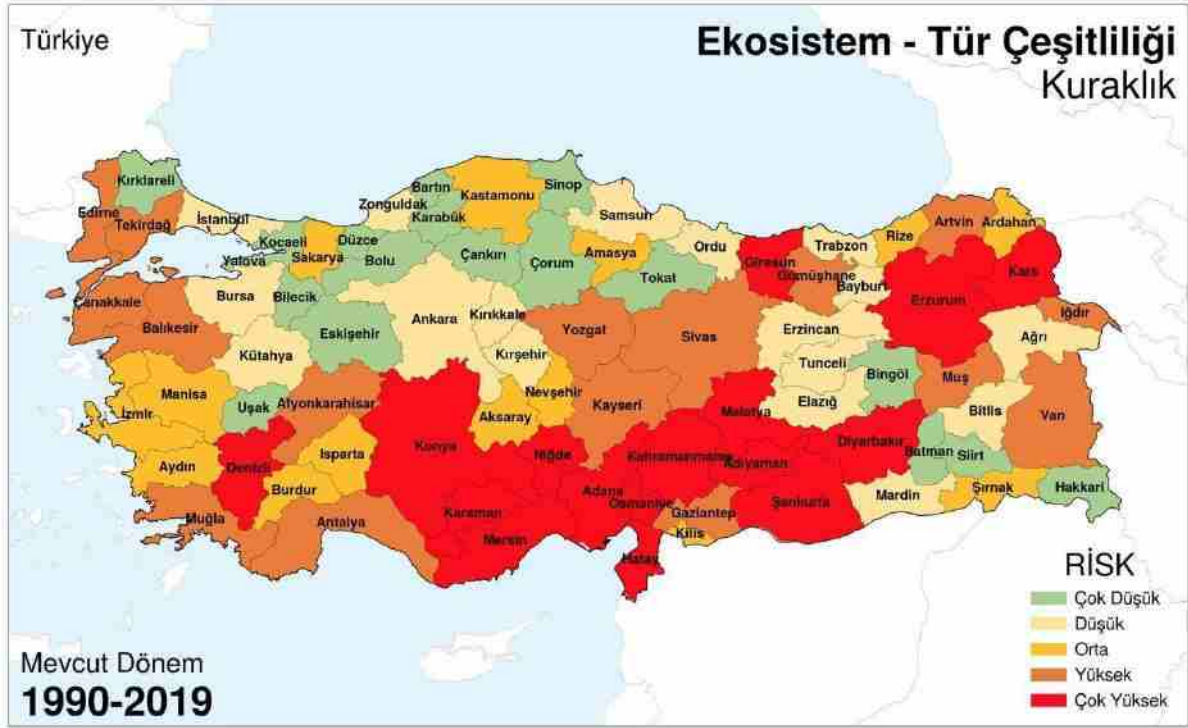 Türkiye
Ekosistem - Tür Çeşitliliği
Kuraklık
Kırklareli
Edirne
Tekirdağ
İstanbul
Kocaeli
Yalova
Sakarya
Düzce
Bolu
Zonguldak
Bartın
Karabük
Kastamonu
Sinop
Samsun
Çankırı
Çorum
Amasya
Tokat
Ordu
Giresun
Gümüşhane
Trabzon
Bayburt
Rize
Artvin
Ardahan
Kars
Erzurum
Iğdır
Ağrı
Çanakkale
Balıkesir
Bursa
Bilecik
Eskişehir
Kütahya
Ankara
Kırıkkale
Kırşehir
Yozgat
Sivas
Erzincan
Tunceli
Elazığ
Bingöl
Muş
Bitlis
Van
Manisa
İzmir
Uşak
Afyonkarahisar
Aydın
Denizli
Isparta
Burdur
Muğla
Antalya
Konya
Aksaray
Nevşehir
Kayseri
Niğde
Karaman
Mersin
Adana
Osmaniye
Kahramanmaraş
Malatya
Adıyaman
Diyarbakır
Batman
Siirt
Gaziantep
Kilis
Hatay
Şanlıurfa
Mardin
Şırnak
Hakkari
RİSK
Çok Düşük
Düşük
Orta
Yüksek
Çok Yüksek
Mevcut Dönem
1990-2019